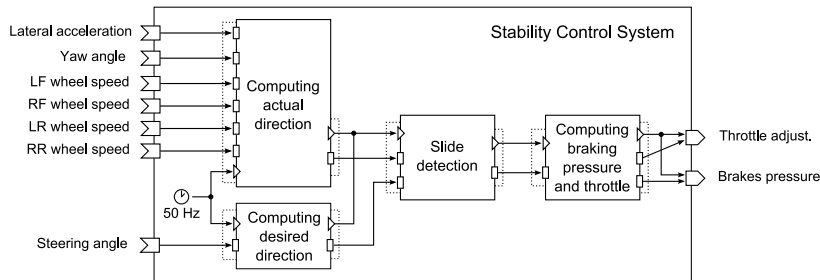 Stability Control System
Lateral acceleration
Yaw angle
LF wheel speed
RF wheel speed
LR wheel speed
RR wheel speed
Steering angle
50 Hz
Computing
actual
direction
Computing
desired
direction
Slide
detection
Computing
braking
pressure
and throttle
Throttle adjust.
Brakes pressure